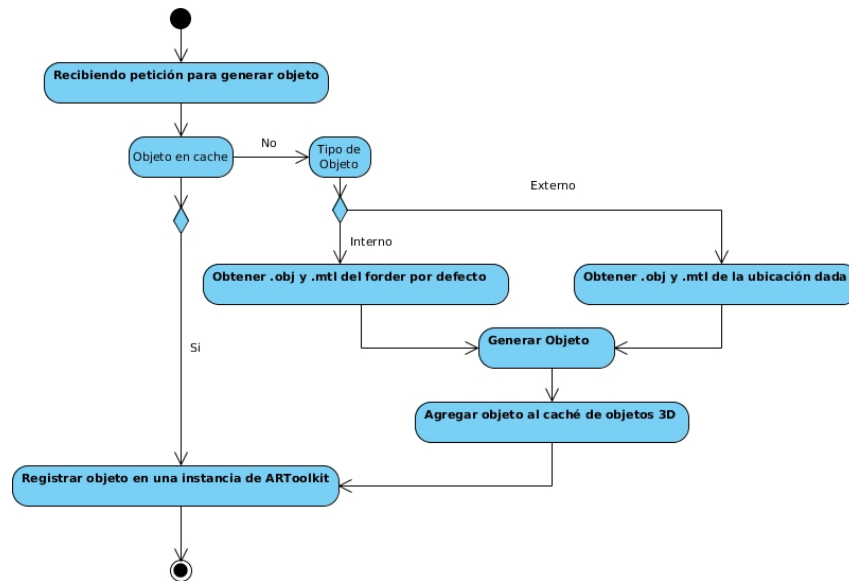 Recibiendo petición para generar objeto
Objeto en cache
No
Tipo de
Objeto
Externo
Interno
Obtener .obj y .mtl del forder por defecto
Obtener .obj y .mtl de la ubicación dada
Generar Objeto
Si
Agregar objeto al caché de objetos 3D
Registrar objeto en una instancia de ARToolkit